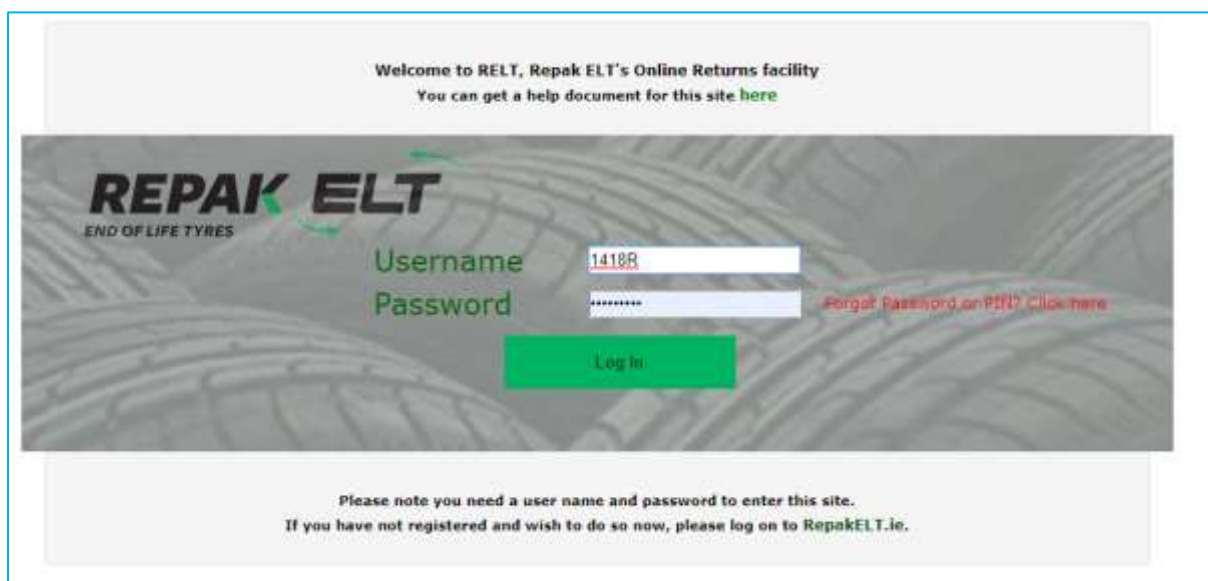 Welcome to RELT, Repak ELT's Online Returns facility
You can get a help document for this site here
REPAK ELT
END OF LIFE TYRES
Username 1418R
Password ••••••••• Forgot Password or PIN? Click here
Log In
Please note you need a user name and password to enter this site.
If you have not registered and wish to do so now, please log on to RepakELT.ie.